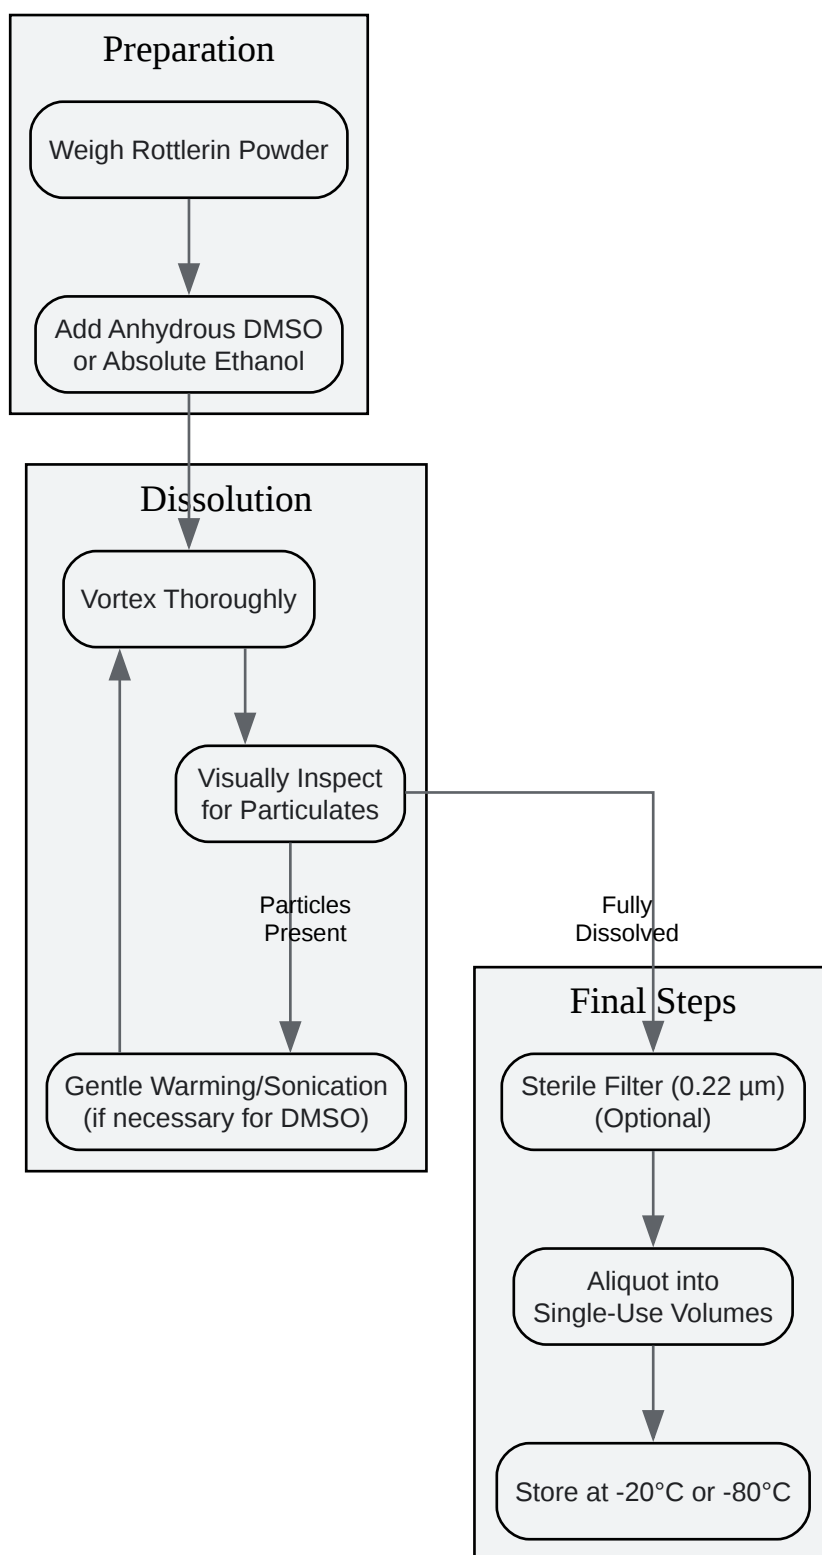 Preparation
Weigh Rottlerin Powder
Add Anhydrous DMSO
or Absolute Ethanol
Dissolution
Vortex Thoroughly
Visually Inspect
for Particulates
Particles
Present
Fully
Dissolved
Gentle Warming/Sonication
(if necessary for DMSO)
Final Steps
Sterile Filter (0.22 µm)
(Optional)
Aliquot into
Single-Use Volumes
Store at -20°C or -80°C